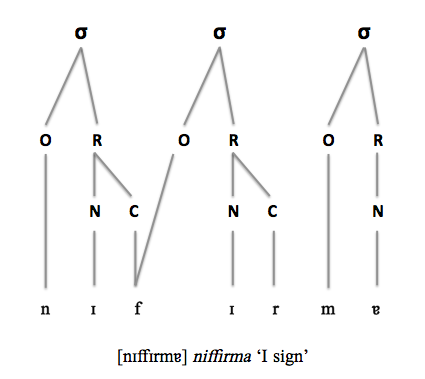 σ σ σ
O R O R O R
N C N C N
n ɪ f ɪ r m ɐ
[nɪffɪrmɐ] niffirma ‘I sign’